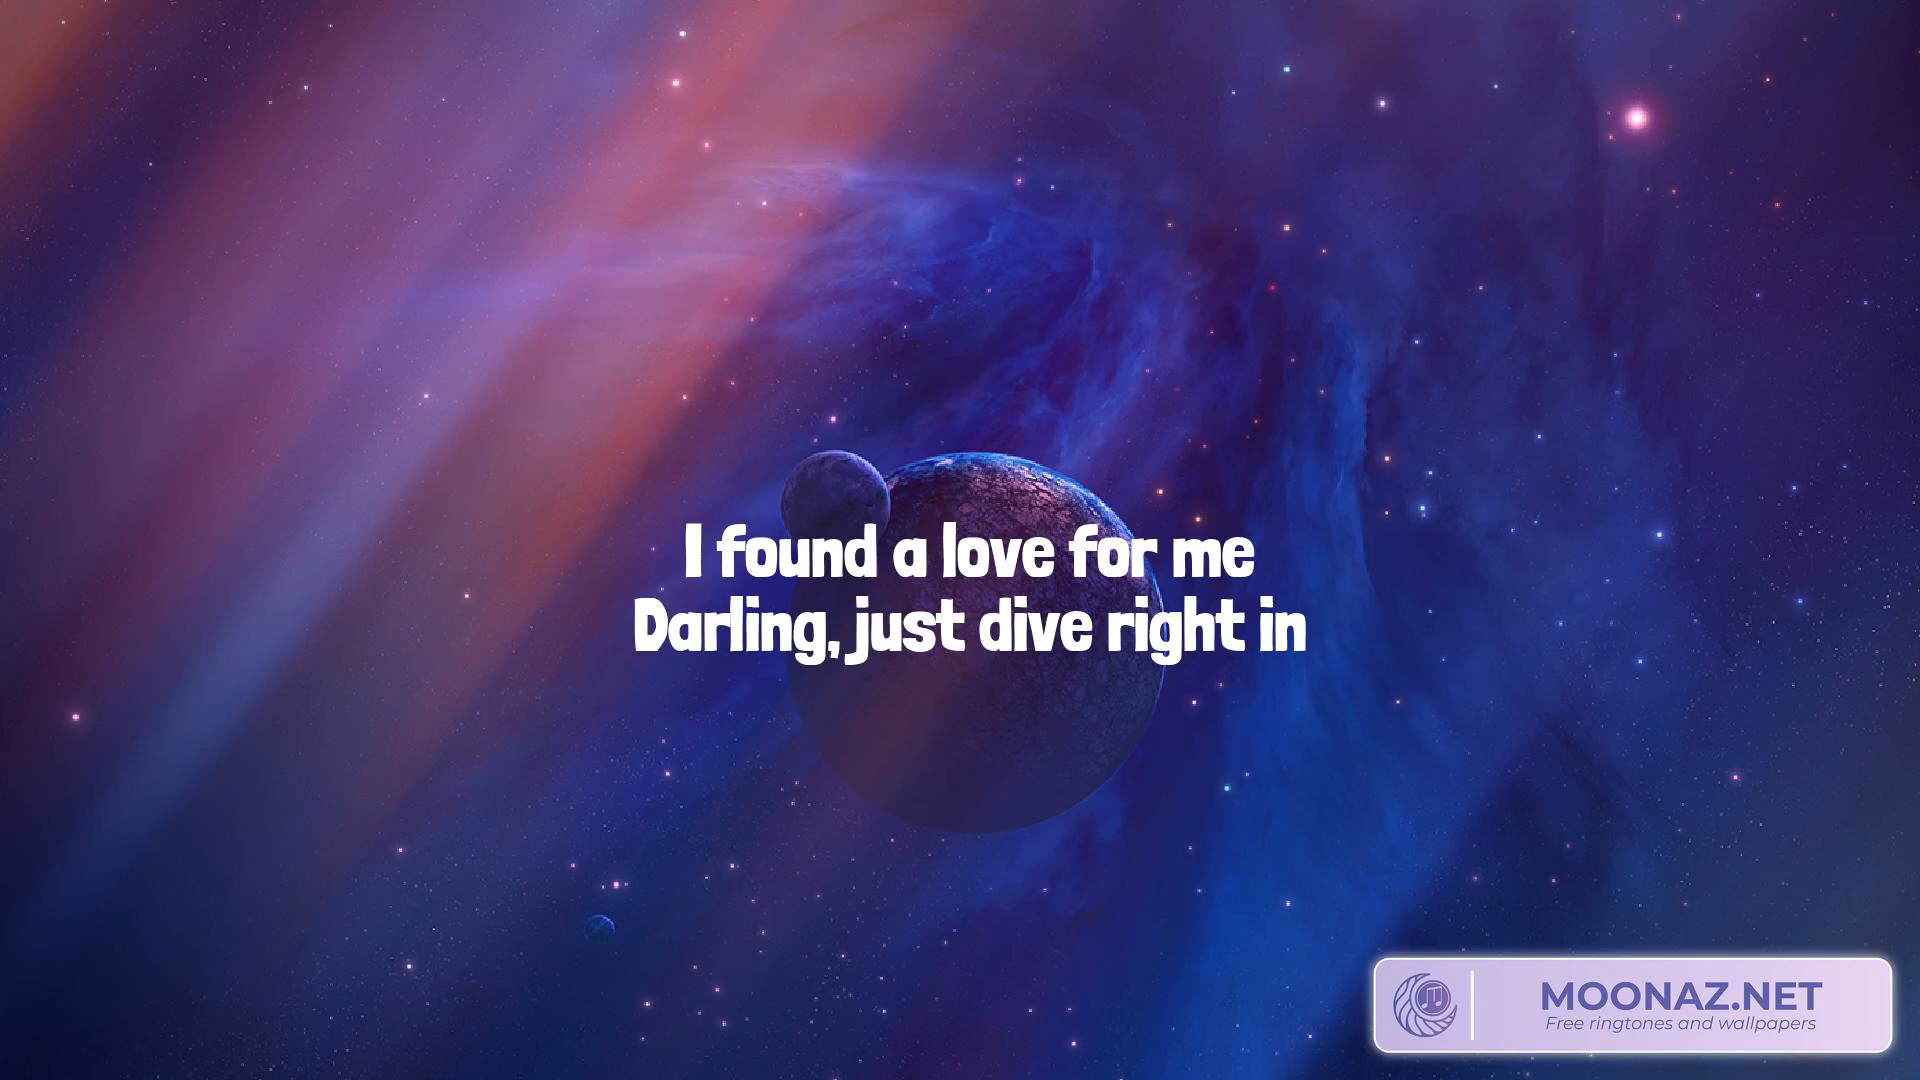 I found a love for me
Darling, just dive right in
MOONAZ.NET
Free ringtones and wallpapers